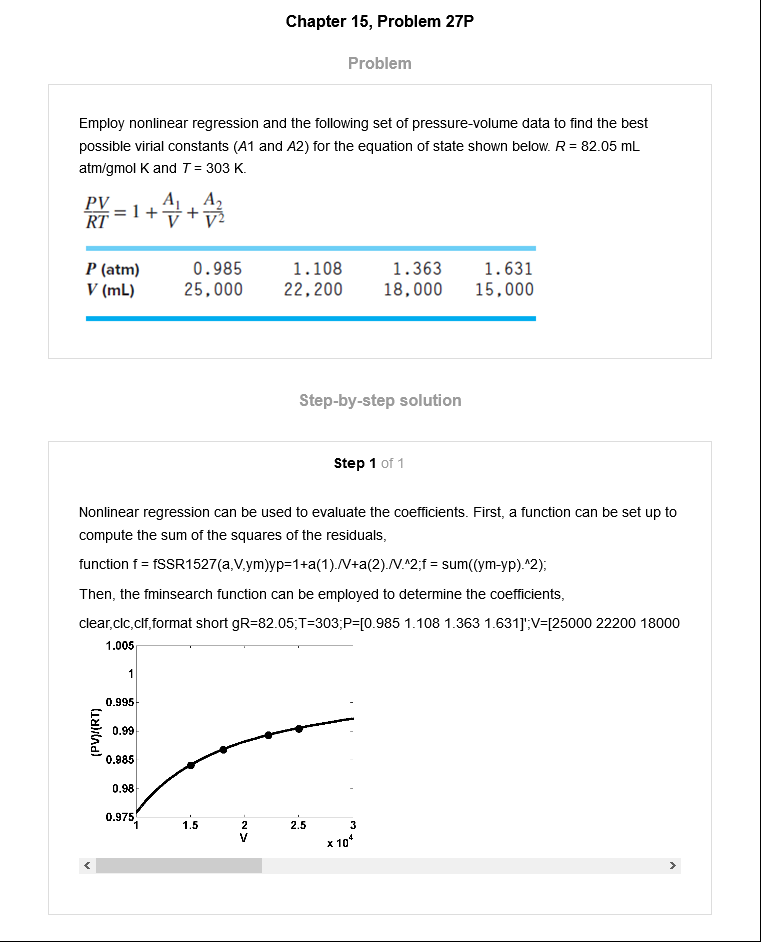 Chapter 15, Problem 27P
Problem
Employ nonlinear regression and the following set of pressure-volume data to find the best
possible virial constants (A1 and A2) for the equation of state shown below. R = 82.05 mL
atm/gmol K and T = 303 K.
PV/RT = 1 + A₁/V + A₂/V²
P (atm) 0.985 1.108 1.363 1.631
V (mL) 25,000 22,200 18,000 15,000
Step-by-step solution
Step 1 of 1
Nonlinear regression can be used to evaluate the coefficients. First, a function can be set up to
compute the sum of the squares of the residuals,
function f = fSSR1527(a,V,ym)yp=1+a(1)./V+a(2)./V.^2;f = sum((ym-yp).^2);
Then, the fminsearch function can be employed to determine the coefficients,
clear,clc,clf,format short gR=82.05;T=303;P=[0.985 1.108 1.363 1.631]';V=[25000 22200 18000
1.005
1
0.995
0.99
0.985
0.98
0.975
(PV)/(RT)
1 1.5 2 2.5 3
V
x 10⁴